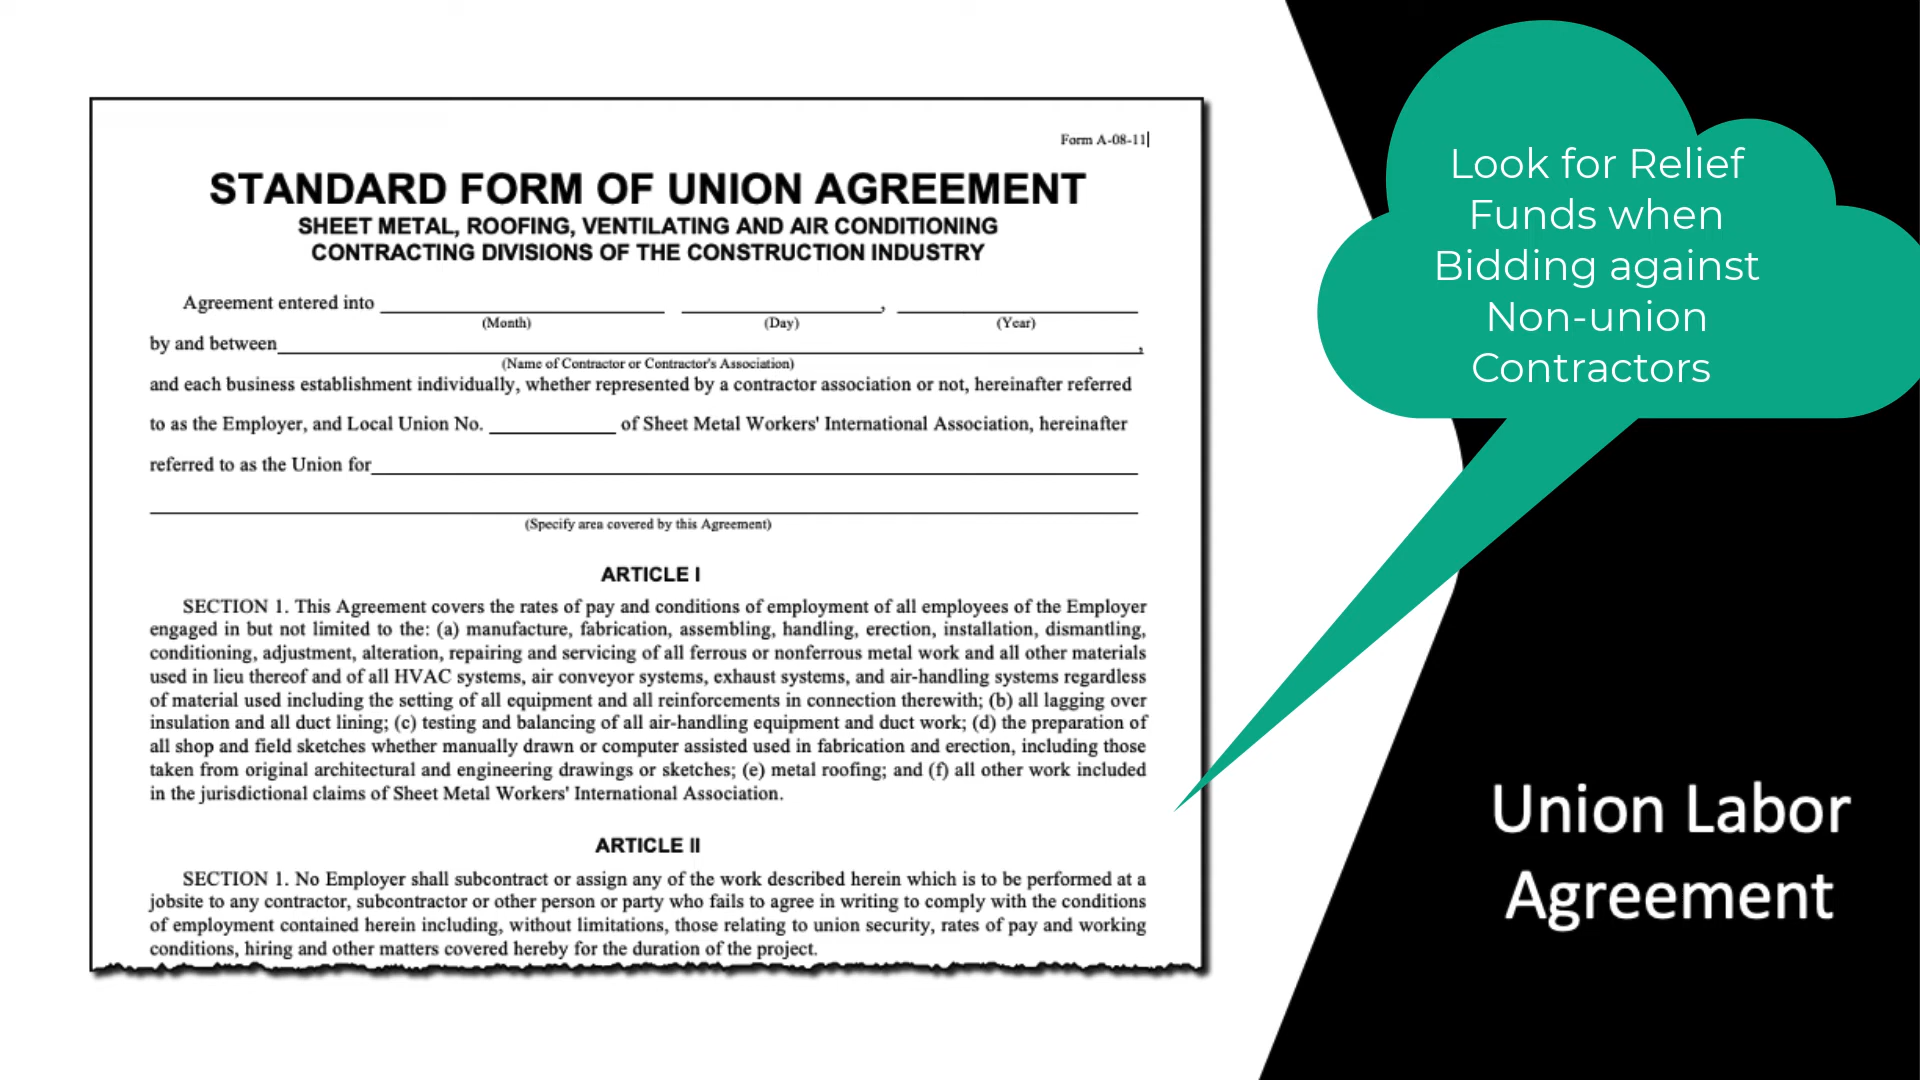 Form A-08-11
STANDARD FORM OF UNION AGREEMENT
SHEET METAL, ROOFING, VENTILATING AND AIR CONDITIONING
CONTRACTING DIVISIONS OF THE CONSTRUCTION INDUSTRY
Agreement entered into ____________ ____________, ____________
(Month) (Day) (Year)
by and between____________,
(Name of Contractor or Contractor's Association)
and each business establishment individually, whether represented by a contractor association or not, hereinafter referred
to as the Employer, and Local Union No. ____________ of Sheet Metal Workers' International Association, hereinafter
referred to as the Union for____________
(Specify area covered by this Agreement)
ARTICLE I
SECTION 1. This Agreement covers the rates of pay and conditions of employment of all employees of the Employer
engaged in but not limited to the: (a) manufacture, fabrication, assembling, handling, erection, installation, dismantling,
conditioning, adjustment, alteration, repairing and servicing of all ferrous or nonferrous metal work and all other materials
used in lieu thereof and of all HVAC systems, air conveyor systems, exhaust systems, and air-handling systems regardless
of material used including the setting of all equipment and all reinforcements in connection therewith; (b) all lagging over
insulation and all duct lining; (c) testing and balancing of all air-handling equipment and duct work; (d) the preparation of
all shop and field sketches whether manually drawn or computer assisted used in fabrication and erection, including those
taken from original architectural and engineering drawings or sketches; (e) metal roofing; and (f) all other work included
in the jurisdictional claims of Sheet Metal Workers' International Association.
ARTICLE II
SECTION 1. No Employer shall subcontract or assign any of the work described herein which is to be performed at a
jobsite to any contractor, subcontractor or other person or party who fails to agree in writing to comply with the conditions
of employment contained herein including, without limitations, those relating to union security, rates of pay and working
conditions, hiring and other matters covered hereby for the duration of the project.
Look for Relief
Funds when
Bidding against
Non-union
Contractors
Union Labor
Agreement